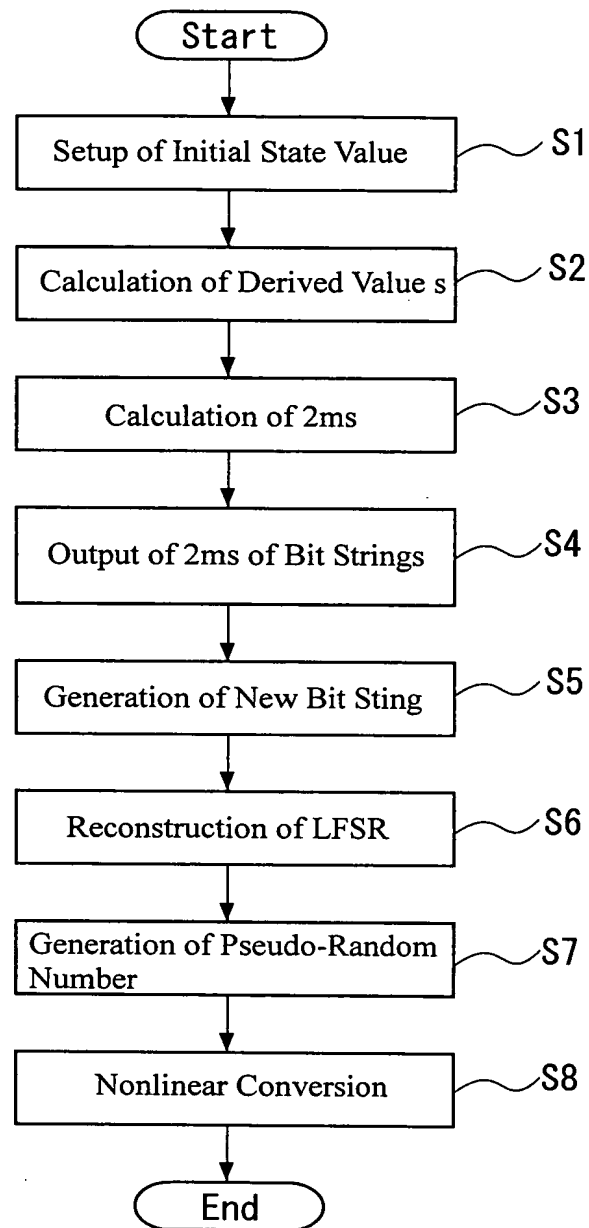 Start
Setup of Initial State Value
S1
Calculation of Derived Value s
S2
Calculation of 2ms
S3
Output of 2ms of Bit Strings
S4
Generation of New Bit Sting
S5
Reconstruction of LFSR
S6
Generation of Pseudo-Random
Number
S7
Nonlinear Conversion
S8
End